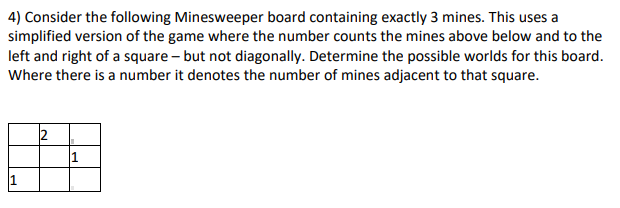 4) Consider the following Minesweeper board containing exactly 3 mines. This uses a
simplified version of the game where the number counts the mines above below and to the
left and right of a square – but not diagonally. Determine the possible worlds for this board.
Where there is a number it denotes the number of mines adjacent to that square.
2
1
1